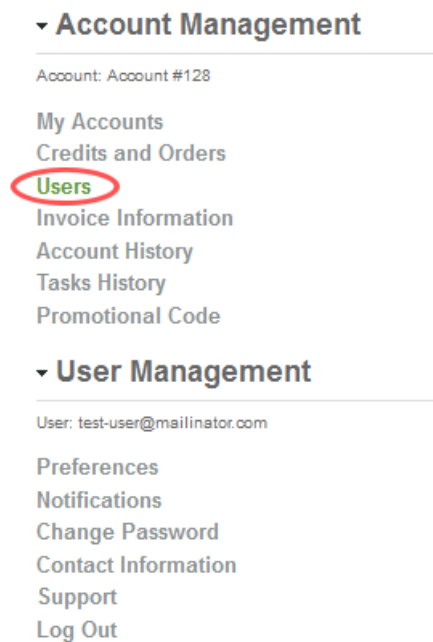 Account Management
Account: Account #128
My Accounts
Credits and Orders
Users
Invoice Information
Account History
Tasks History
Promotional Code
User Management
User: test-user@mailinator.com
Preferences
Notifications
Change Password
Contact Information
Support
Log Out